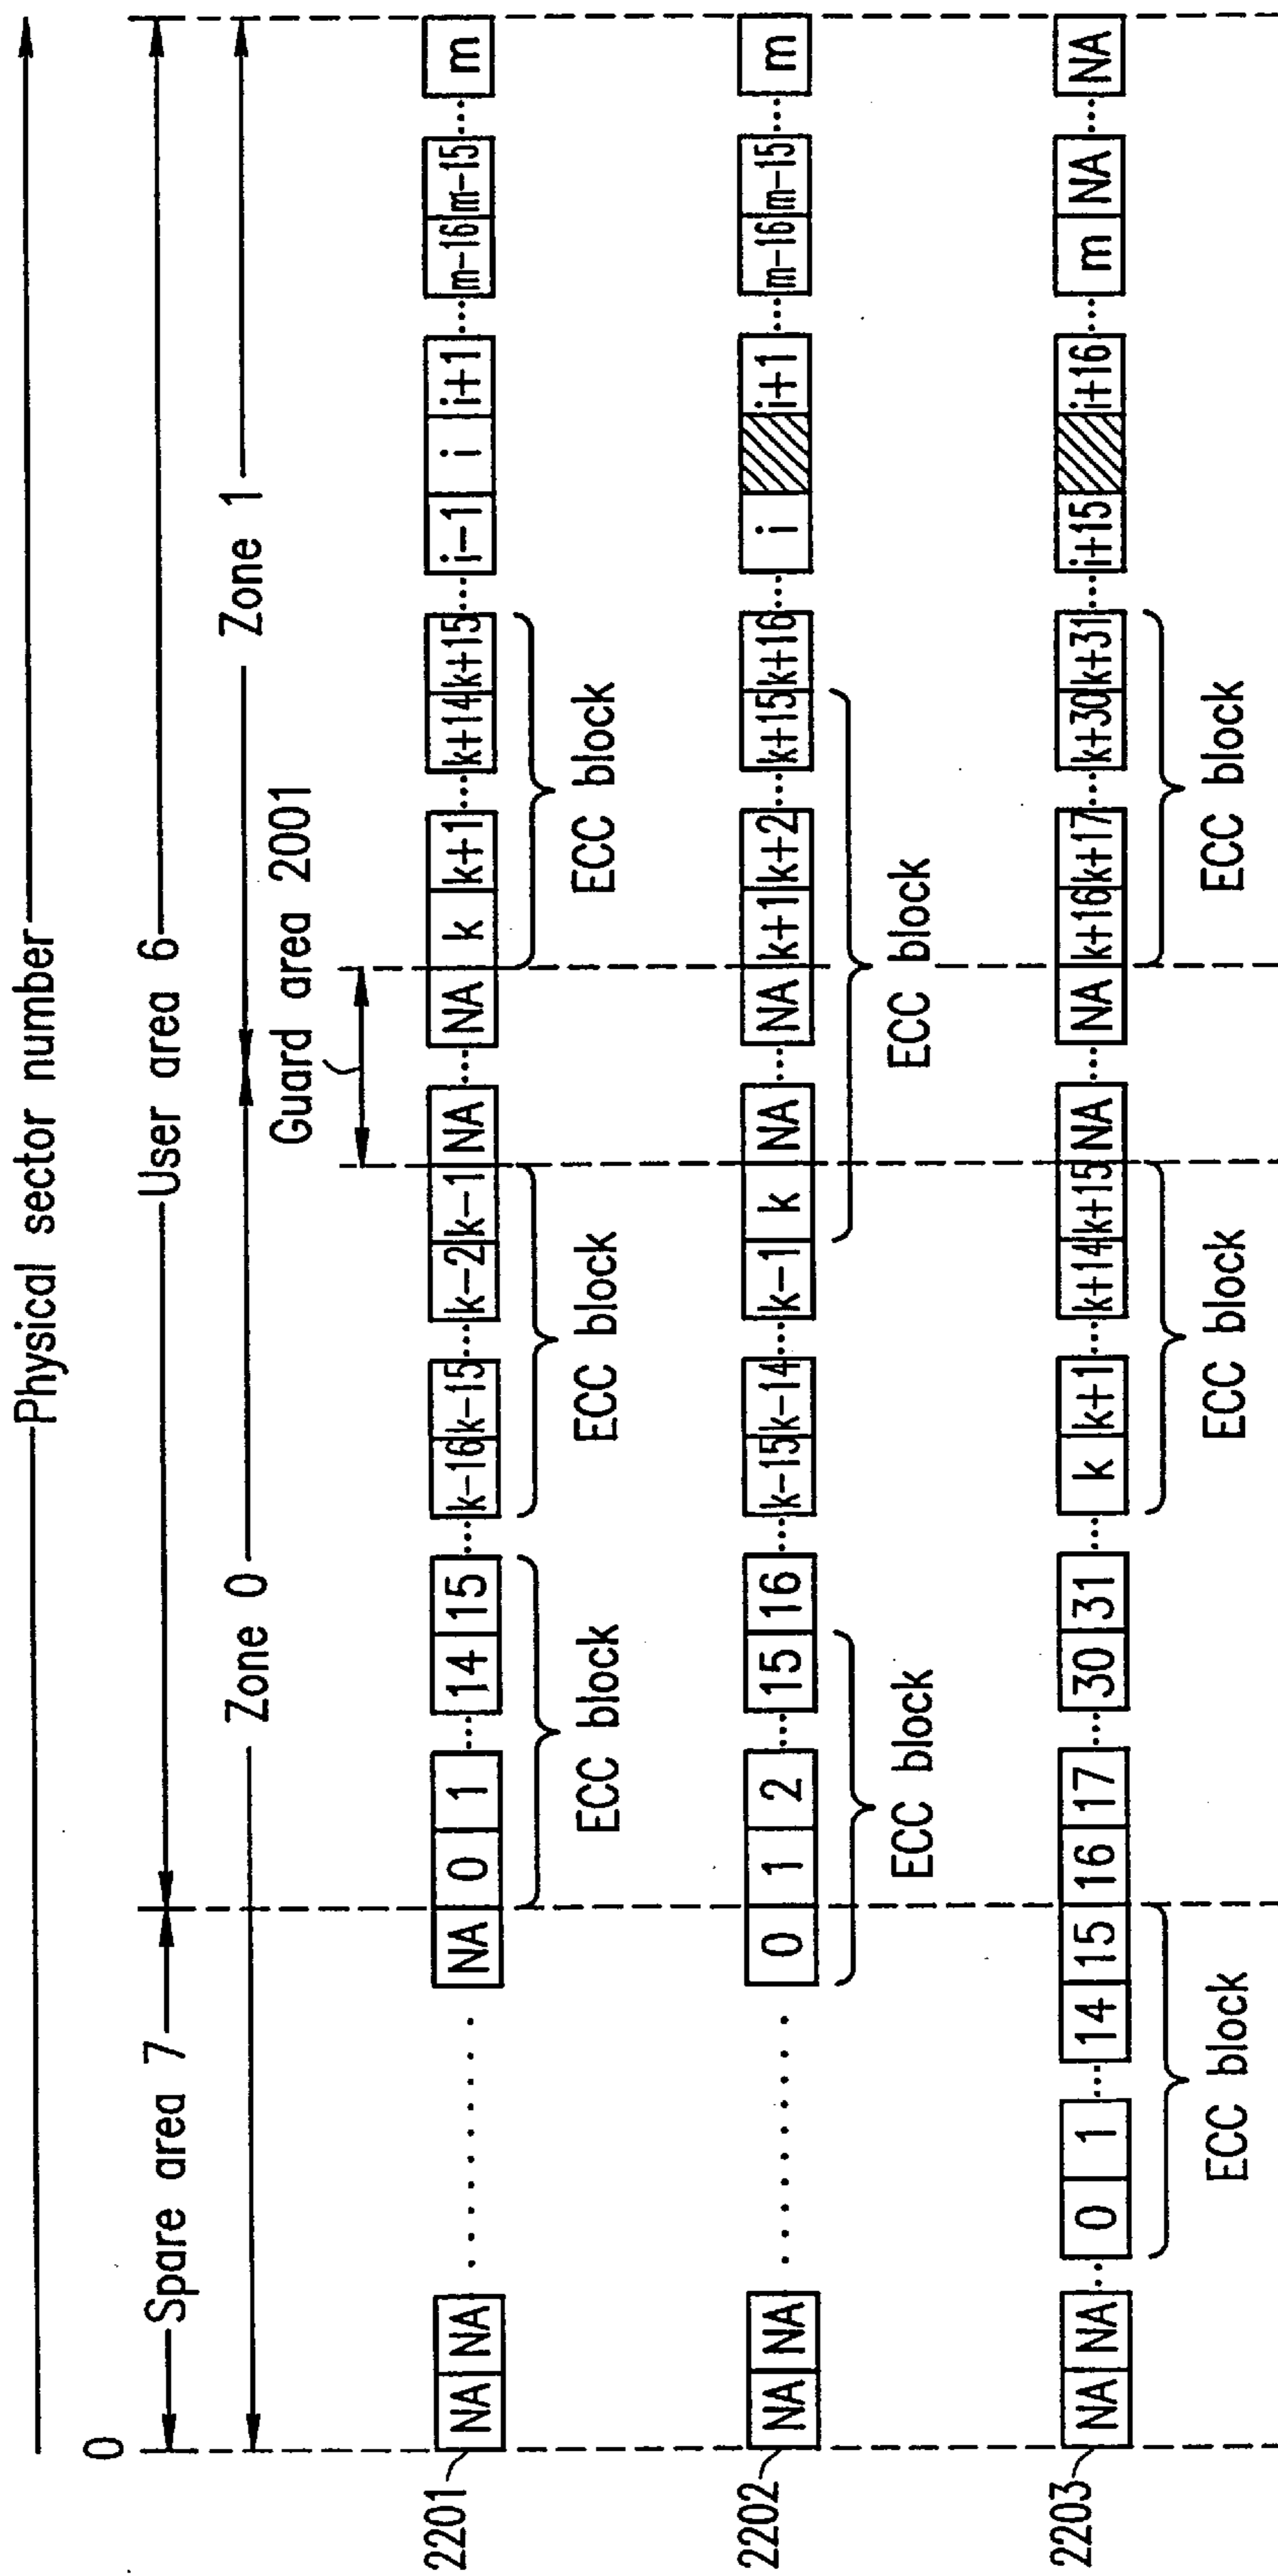 Physical sector number
0
Spare area 7
User area 6
Zone 0
Zone 1
Guard area 2001
2201
NA NA ........ NA 0 1 ... 14 15 ... k-16 k-15 ... k-2 k-1 NA ... NA k k+1 ... k+14 k+15 ... i-1 i i+1 ... m-16 m-15 ... m
ECC block
ECC block
ECC block
2202
NA NA ........ 0 1 2 ... 15 16 ... k-15 k-14 ... k-1 k NA ... NA k+1 k+2 ... k+15 k+16 ... i i+1 ... m-16 m-15 ... m
ECC block
ECC block
2203
NA NA ... 0 1 ... 14 15 16 17 ... 30 31 ... k k+1 ... k+14 k+15 NA ... NA k+16 k+17 ... k+30 k+31 ... i+15 i+16 ... m NA ... NA
ECC block
ECC block
ECC block